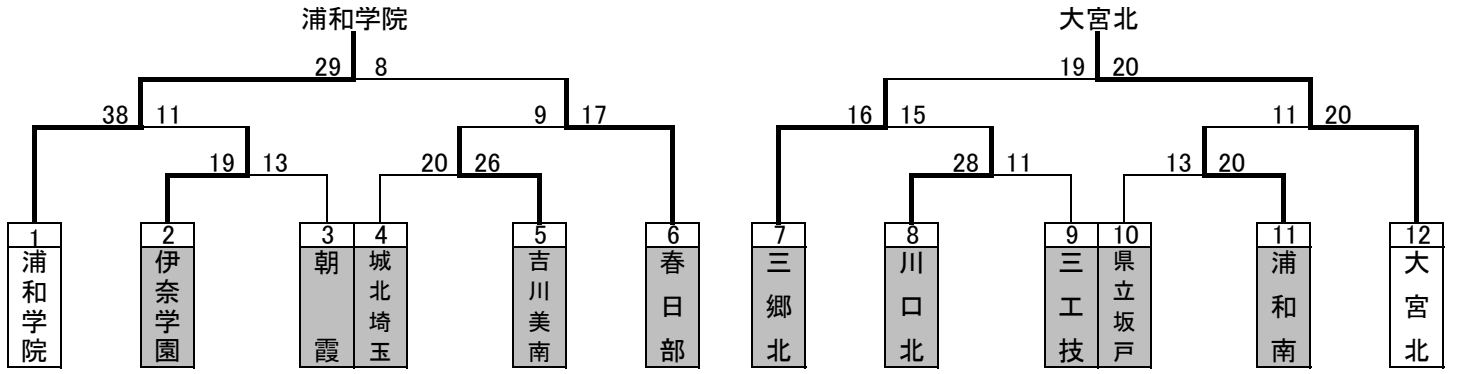 浦和学院 大宮北
29 8 19 20
38 11 9 17 16 15 11 20
19 13 20 26 28 11 13 20
1 2 3 4 5 6 7 8 9 10 11 12
浦和学院
伊奈学園
朝霞
城北埼玉
吉川美南
春日部
三郷北
川口北
三工技
県立坂戸
浦和南
大宮北